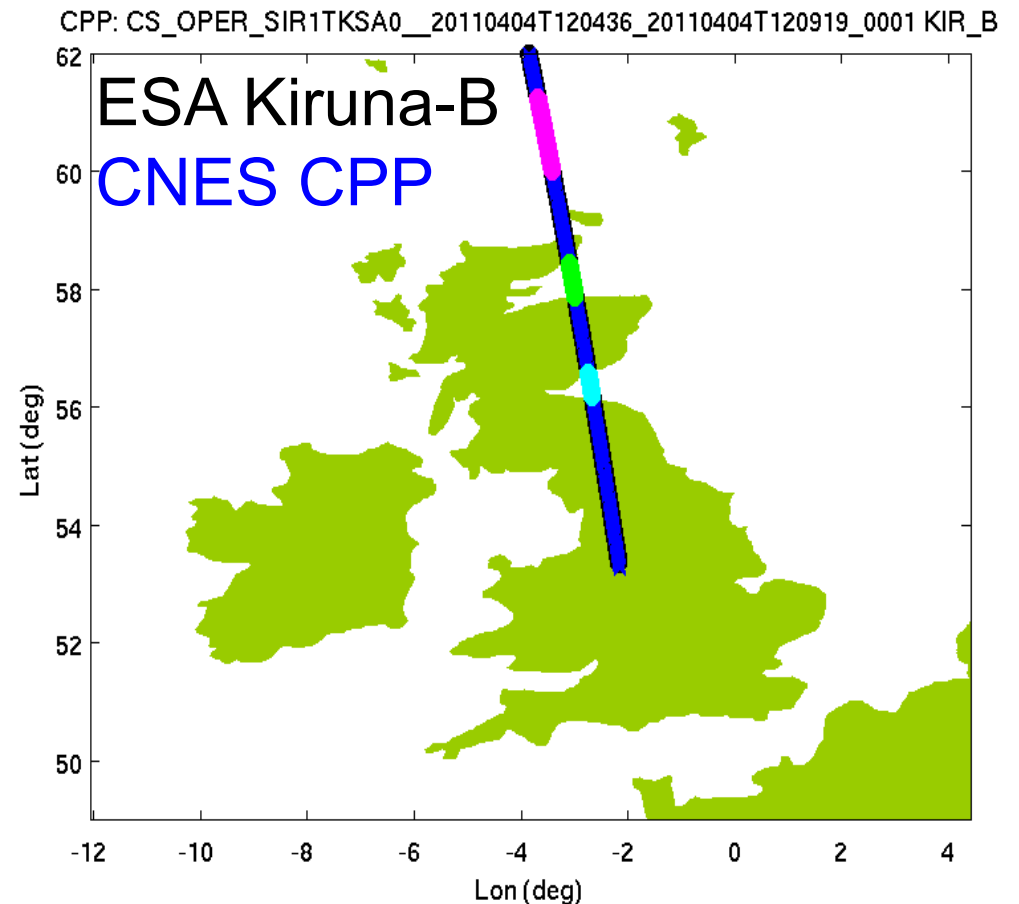 CPP: CS_OPER_SIR1TKSA0__20110404T120436_20110404T120919_0001 KIR_B
ESA Kiruna-B
CNES CPP
62
60
58
56
54
52
50
Lat (deg)
-12 -10 -8 -6 -4 -2 0 2 4
Lon (deg)